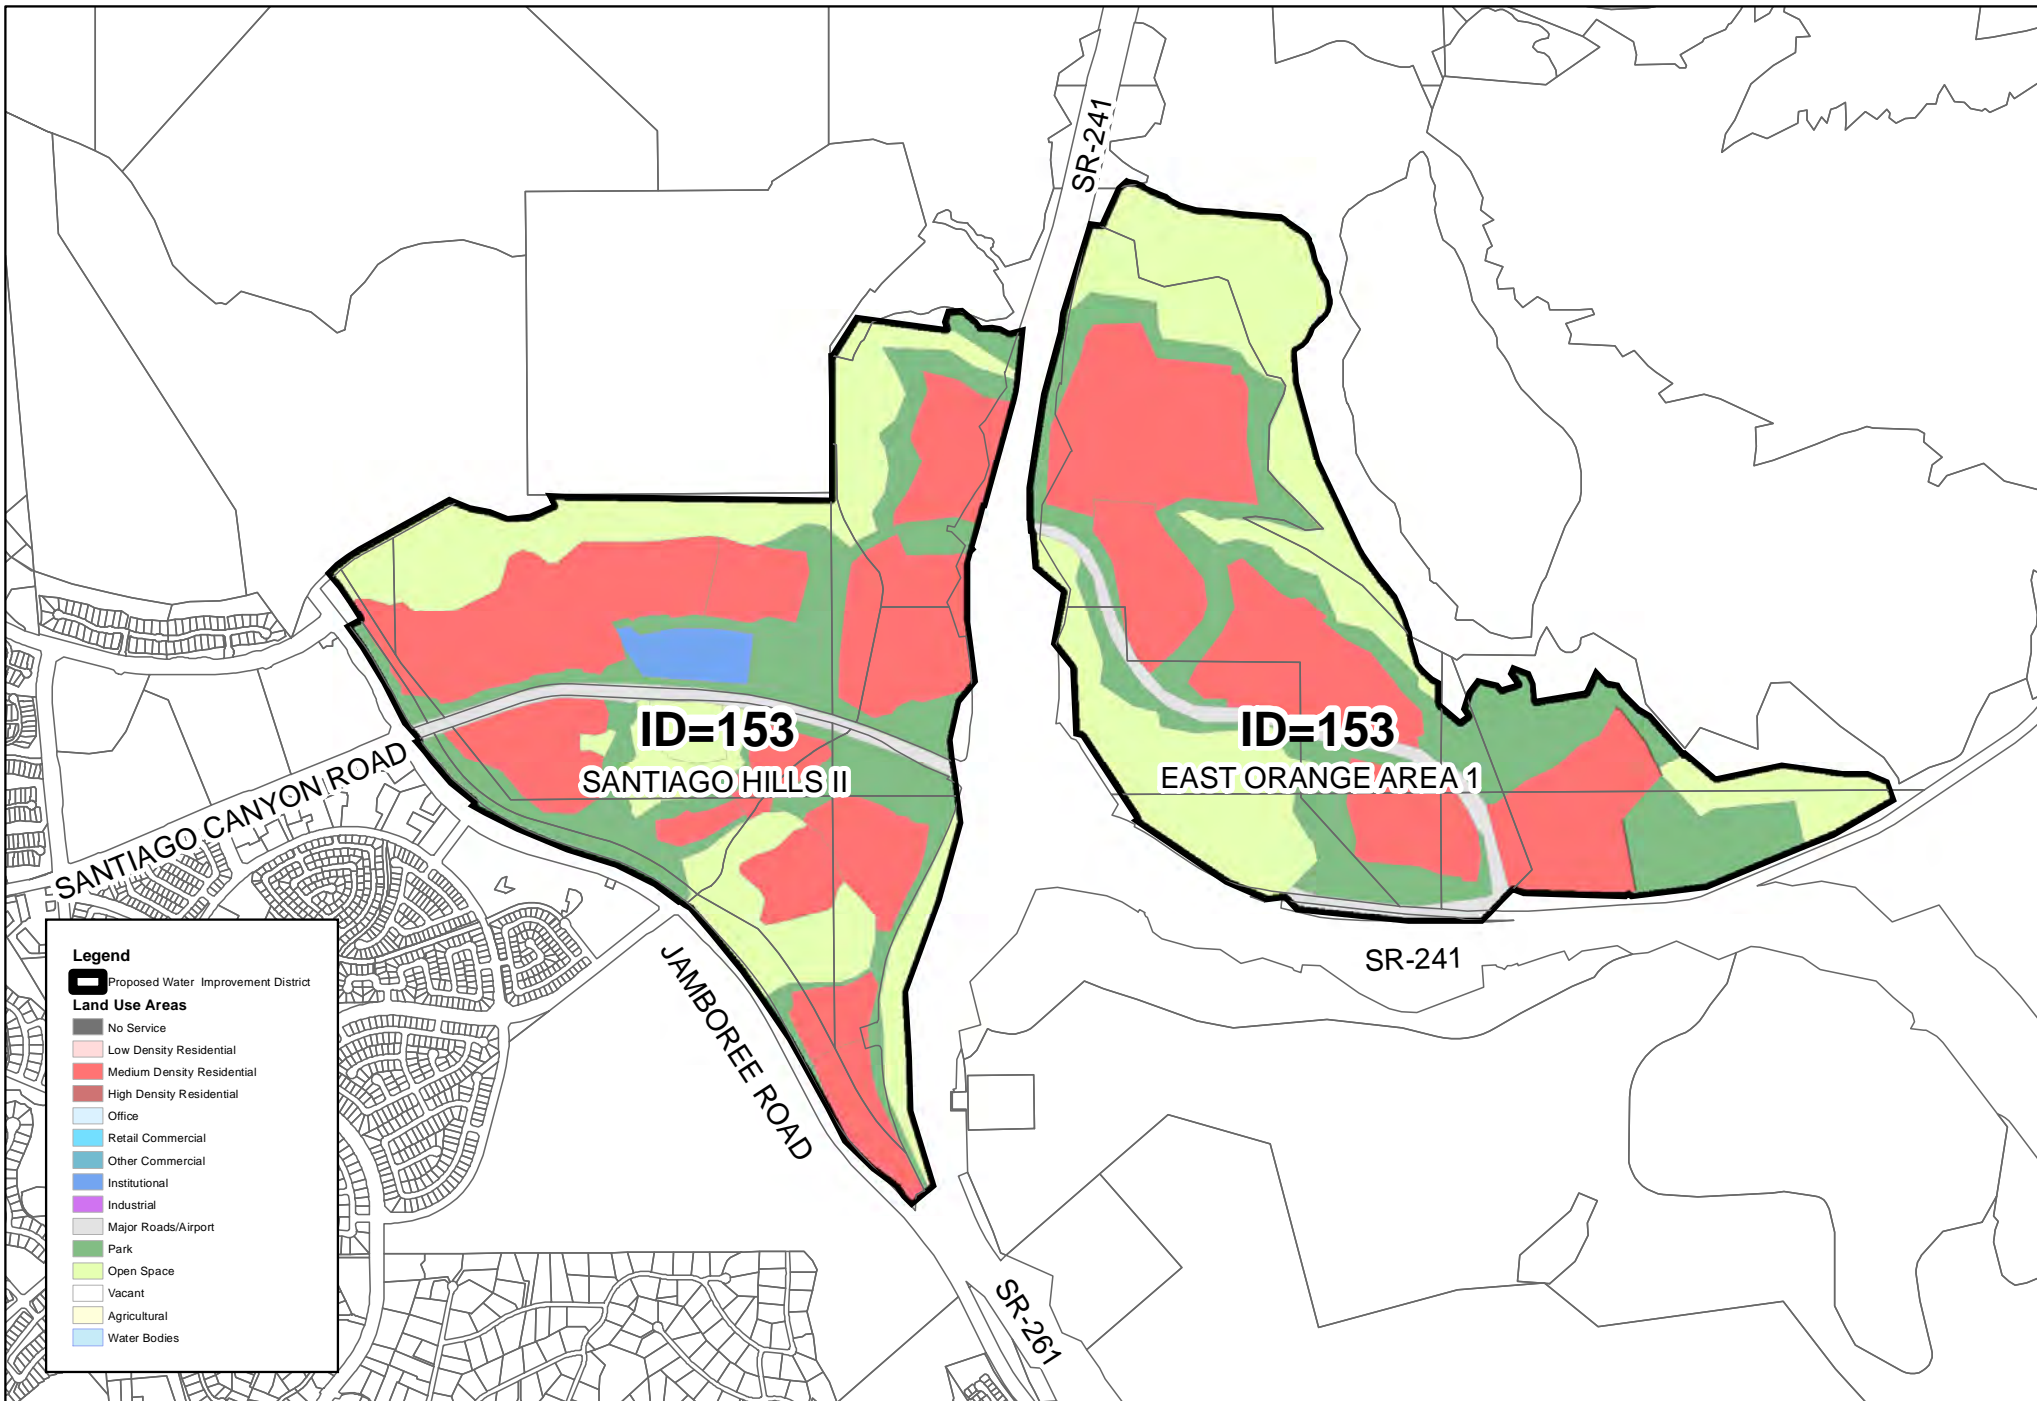 SR-241
ID=153
SANTIAGO HILLS II
ID=153
EAST ORANGE AREA 1
SANTIAGO CANYON ROAD
JAMBOREE ROAD
SR-241
SR-261
Legend
Proposed Water Improvement District
Land Use Areas
No Service
Low Density Residential
Medium Density Residential
High Density Residential
Office
Retail Commercial
Other Commercial
Institutional
Industrial
Major Roads/Airport
Park
Open Space
Vacant
Agricultural
Water Bodies